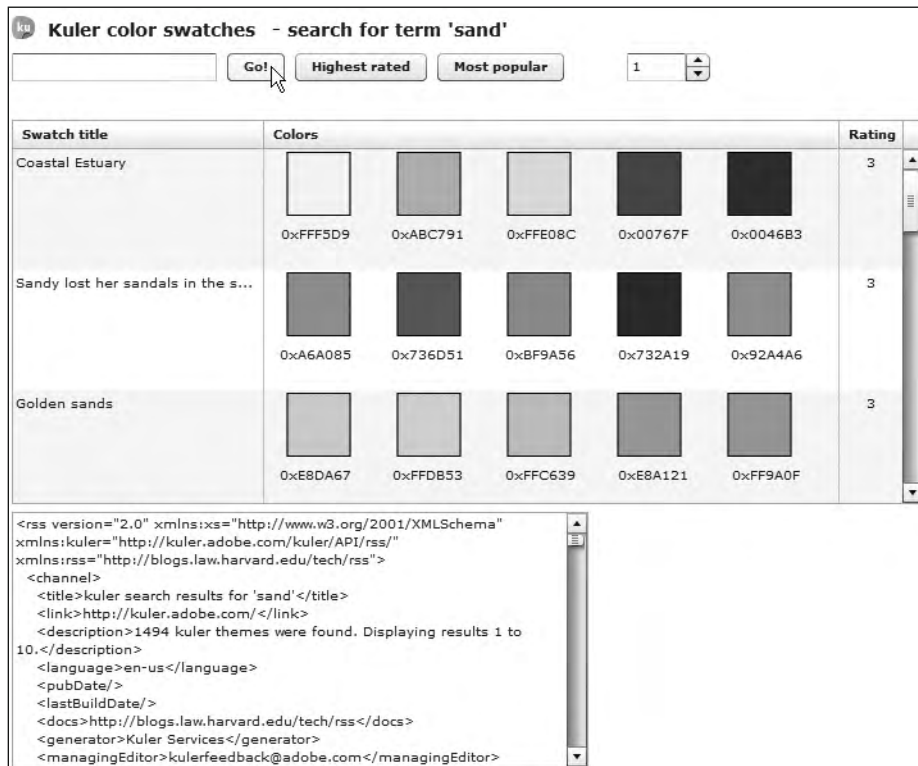 ku Kuler color swatches - search for term 'sand'
Go! Highest rated Most popular 1
Swatch title Colors Rating
Coastal Estuary 3
0xFFF5D9 0xABC791 0xFFE08C 0x00767F 0x0046B3
Sandy lost her sandals in the s... 3
0xA6A085 0x736D51 0xBF9A56 0x732A19 0x92A4A6
Golden sands 3
0xE8DA67 0xFFDB53 0xFFC639 0xE8A121 0xFF9A0F
<rss version="2.0" xmlns:xs="http://www.w3.org/2001/XMLSchema"
xmlns:kuler="http://kuler.adobe.com/kuler/API/rss/"
xmlns:rss="http://blogs.law.harvard.edu/tech/rss">
<channel>
<title>kuler search results for 'sand'</title>
<link>http://kuler.adobe.com/</link>
<description>1494 kuler themes were found. Displaying results 1 to
10.</description>
<language>en-us</language>
<pubDate/>
<lastBuildDate/>
<docs>http://blogs.law.harvard.edu/tech/rss</docs>
<generator>Kuler Services</generator>
<managingEditor>kulerfeedback@adobe.com</managingEditor>